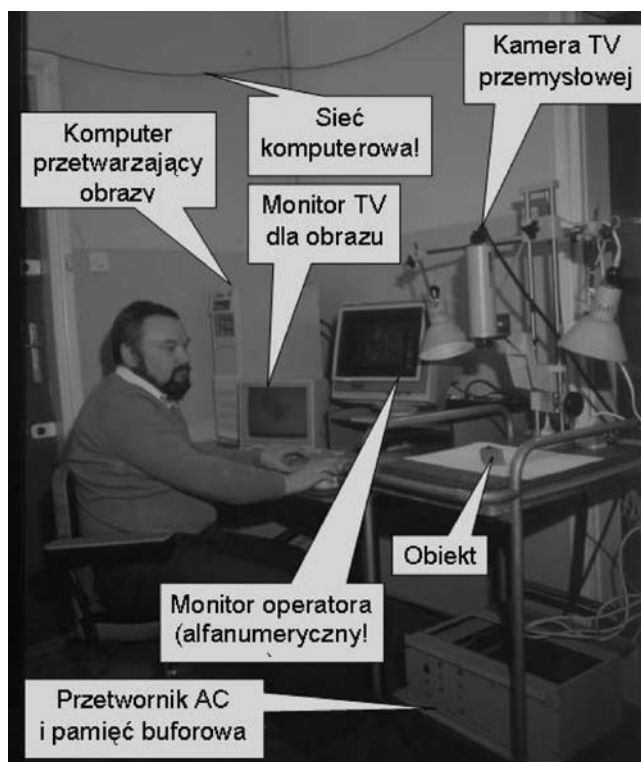 Kamera TV
przemysłowej
Sieć
komputerowa!
Komputer
przetwarzający
obrazy
Monitor TV
dla obrazu
Obiekt
Monitor operatora
(alfanumeryczny!
Przetwornik AC
i pamięć buforowa